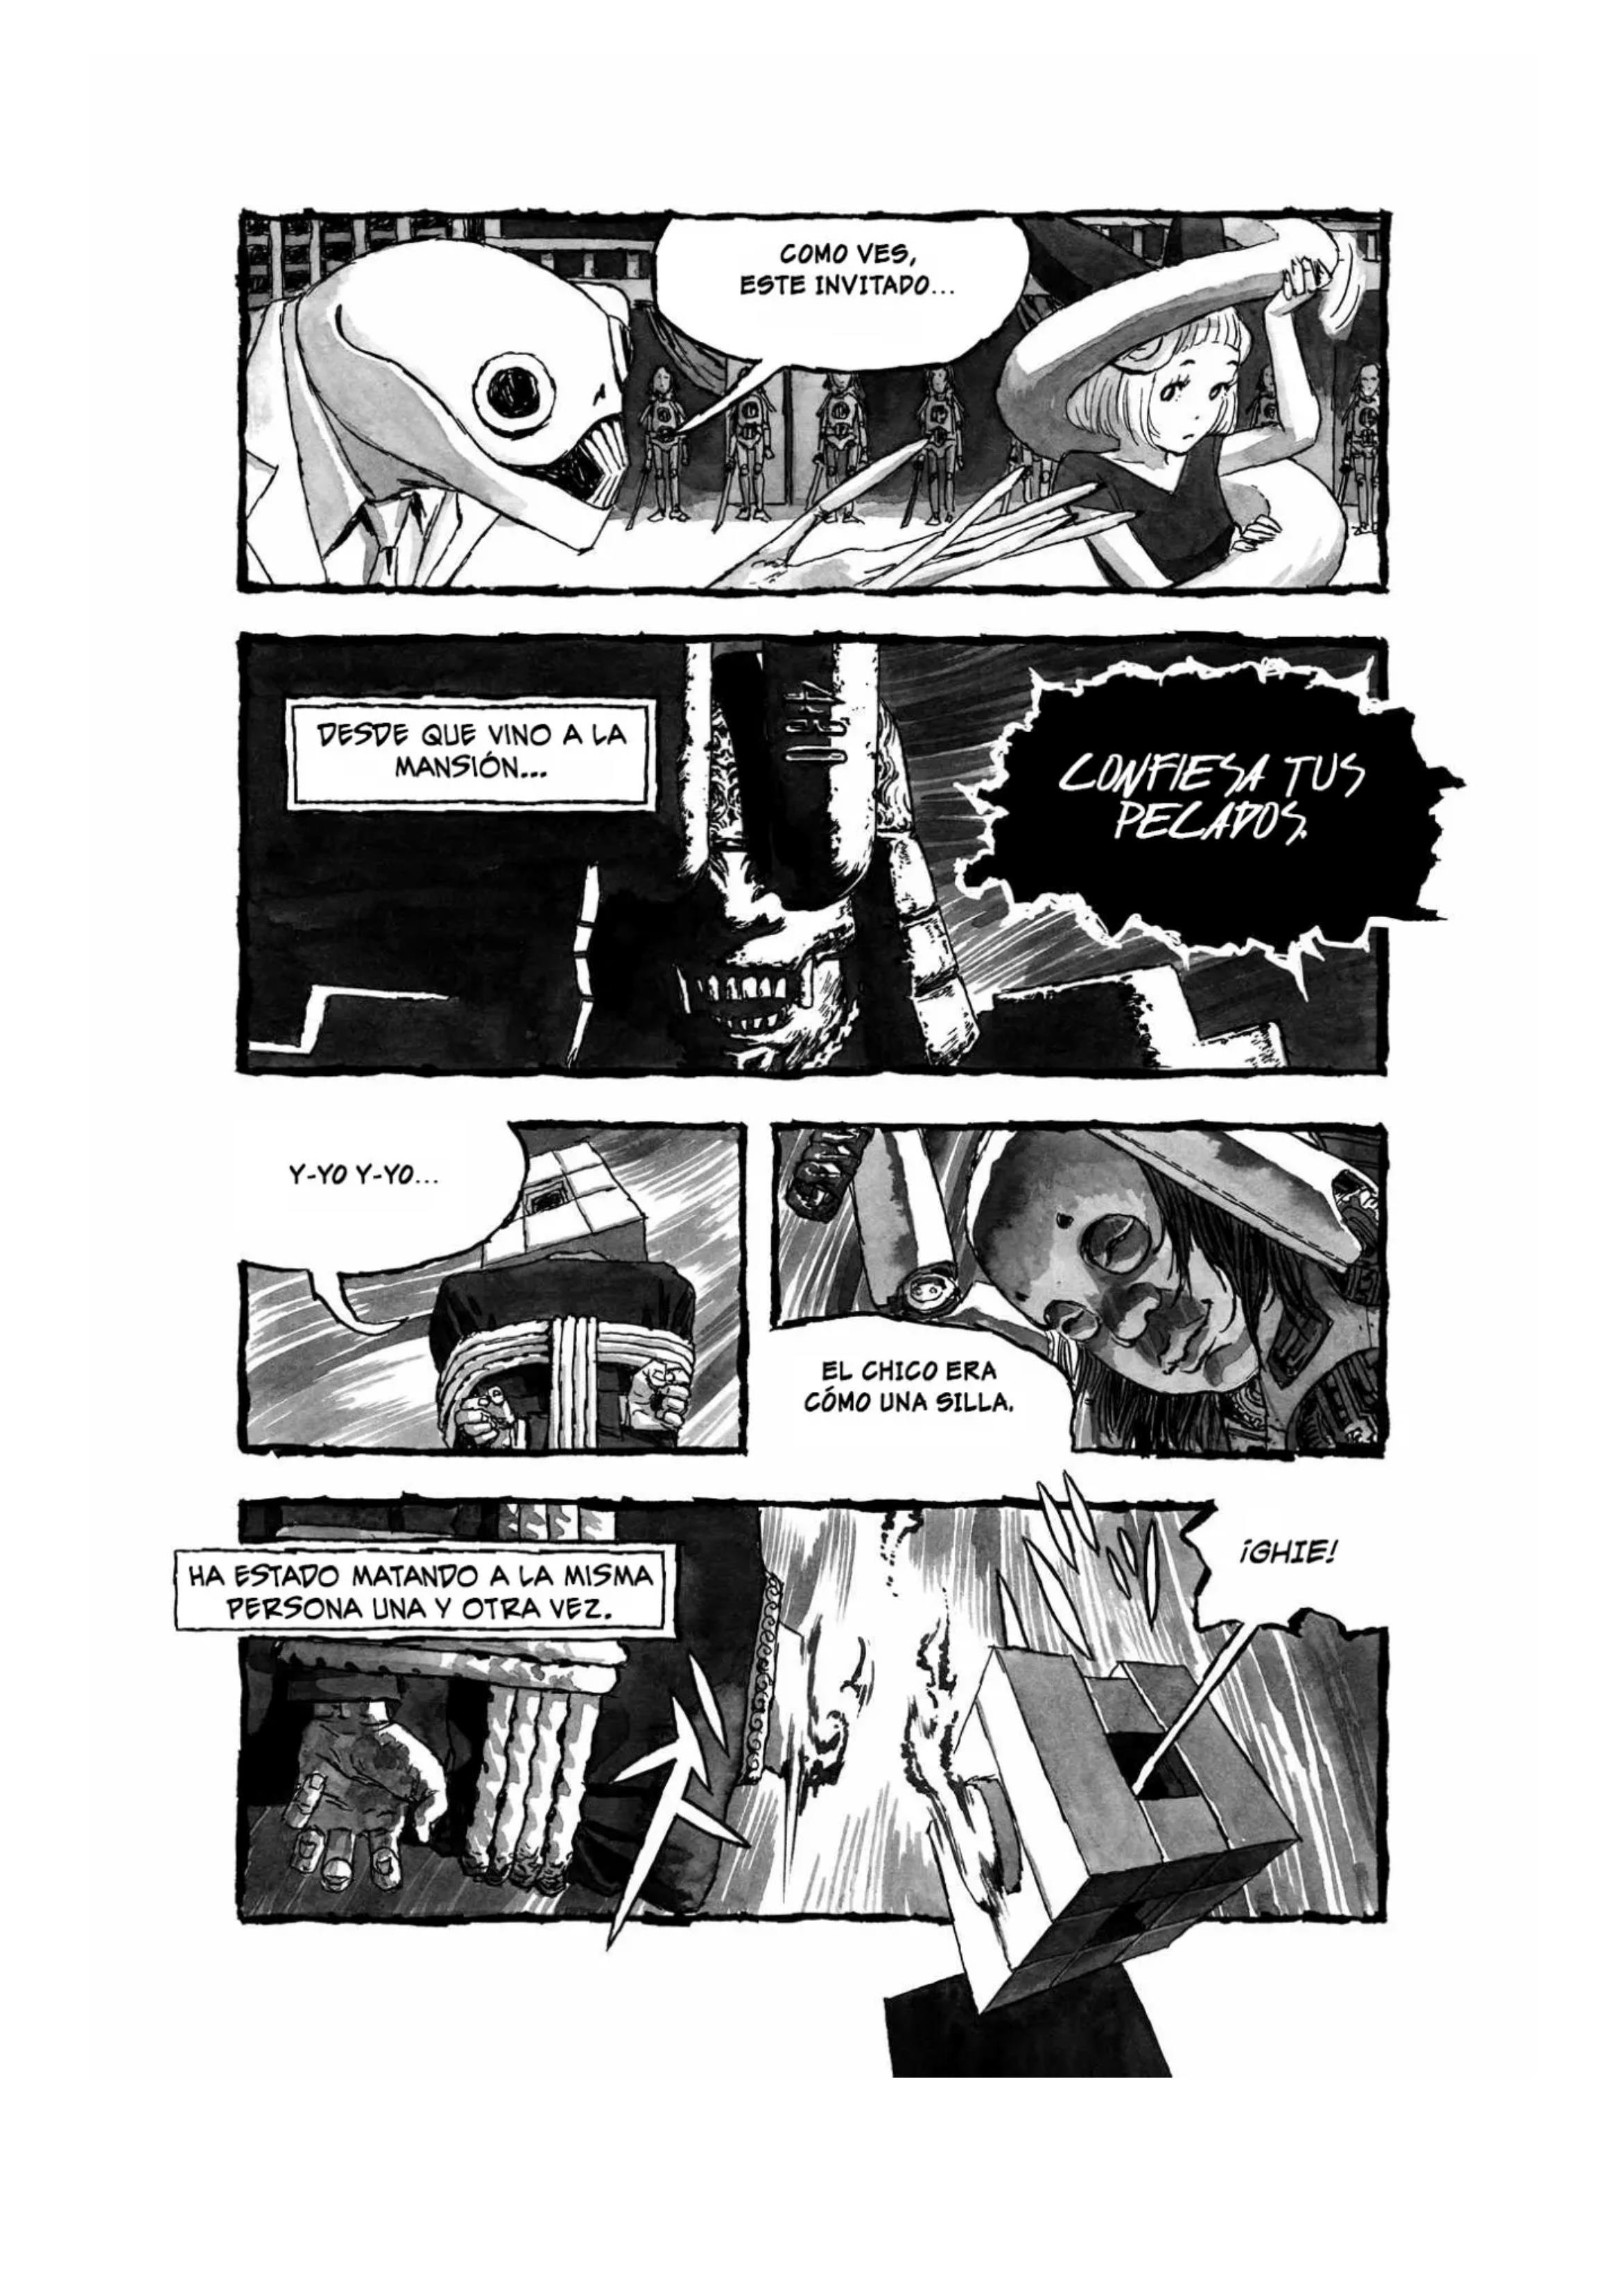 COMO VES,
ESTE INVITADO...
DESDE QUE VINO A LA
MANSIÓN...
CONFIESA TUS
PECADOS.
Y-YO Y-YO...
EL CHICO ERA
CÓMO UNA SILLA.
HA ESTADO MATANDO A LA MISMA
PERSONA UNA Y OTRA VEZ.
¡GHIE!